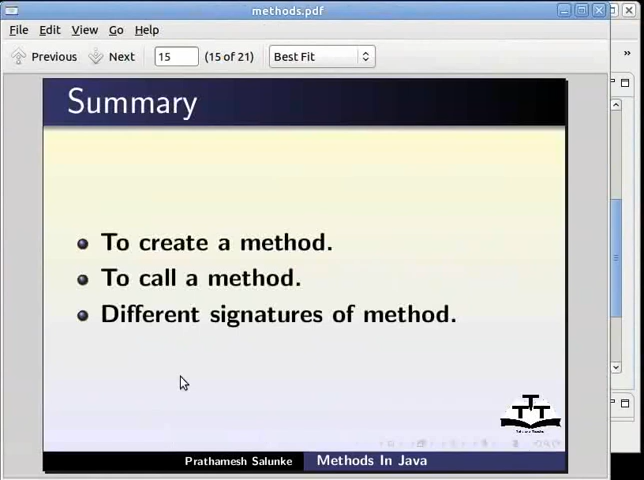 methods.pdf
File Edit View Go Help
Previous Next 15 (15 of 21) Best Fit
Summary
To create a method.
To call a method.
Different signatures of method.
TTT
Prathamesh Salunke Methods In Java